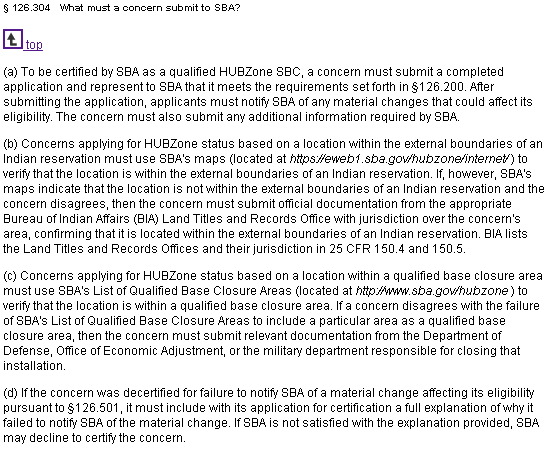 § 126.304   What must a concern submit to SBA?
top
(a) To be certified by SBA as a qualified HUBZone SBC, a concern must submit a completed
application and represent to SBA that it meets the requirements set forth in §126.200. After
submitting the application, applicants must notify SBA of any material changes that could affect its
eligibility. The concern must also submit any additional information required by SBA.
(b) Concerns applying for HUBZone status based on a location within the external boundaries of an
Indian reservation must use SBA's maps (located at https://eweb1.sba.gov/hubzone/internet/ ) to
verify that the location is within the external boundaries of an Indian reservation. If, however, SBA's
maps indicate that the location is not within the external boundaries of an Indian reservation and the
concern disagrees, then the concern must submit official documentation from the appropriate
Bureau of Indian Affairs (BIA) Land Titles and Records Office with jurisdiction over the concern's
area, confirming that it is located within the external boundaries of an Indian reservation. BIA lists
the Land Titles and Records Offices and their jurisdiction in 25 CFR 150.4 and 150.5.
(c) Concerns applying for HUBZone status based on a location within a qualified base closure area
must use SBA's List of Qualified Base Closure Areas (located at http://www.sba.gov/hubzone ) to
verify that the location is within a qualified base closure area. If a concern disagrees with the failure
of SBA's List of Qualified Base Closure Areas to include a particular area as a qualified base
closure area, then the concern must submit relevant documentation from the Department of
Defense, Office of Economic Adjustment, or the military department responsible for closing that
installation.
(d) If the concern was decertified for failure to notify SBA of a material change affecting its eligibility
pursuant to §126.501, it must include with its application for certification a full explanation of why it
failed to notify SBA of the material change. If SBA is not satisfied with the explanation provided, SBA
may decline to certify the concern.